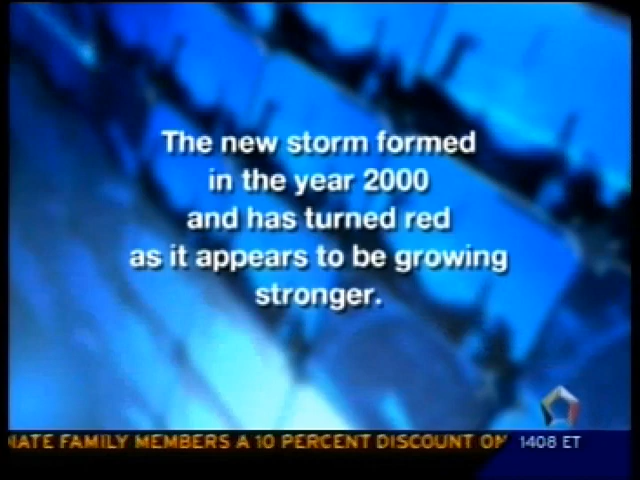 The new storm formed
in the year 2000
and has turned red
as it appears to be growing
stronger.
FAMILY MEMBERS A 10 PERCENT DISCOUNT ON
1408 ET